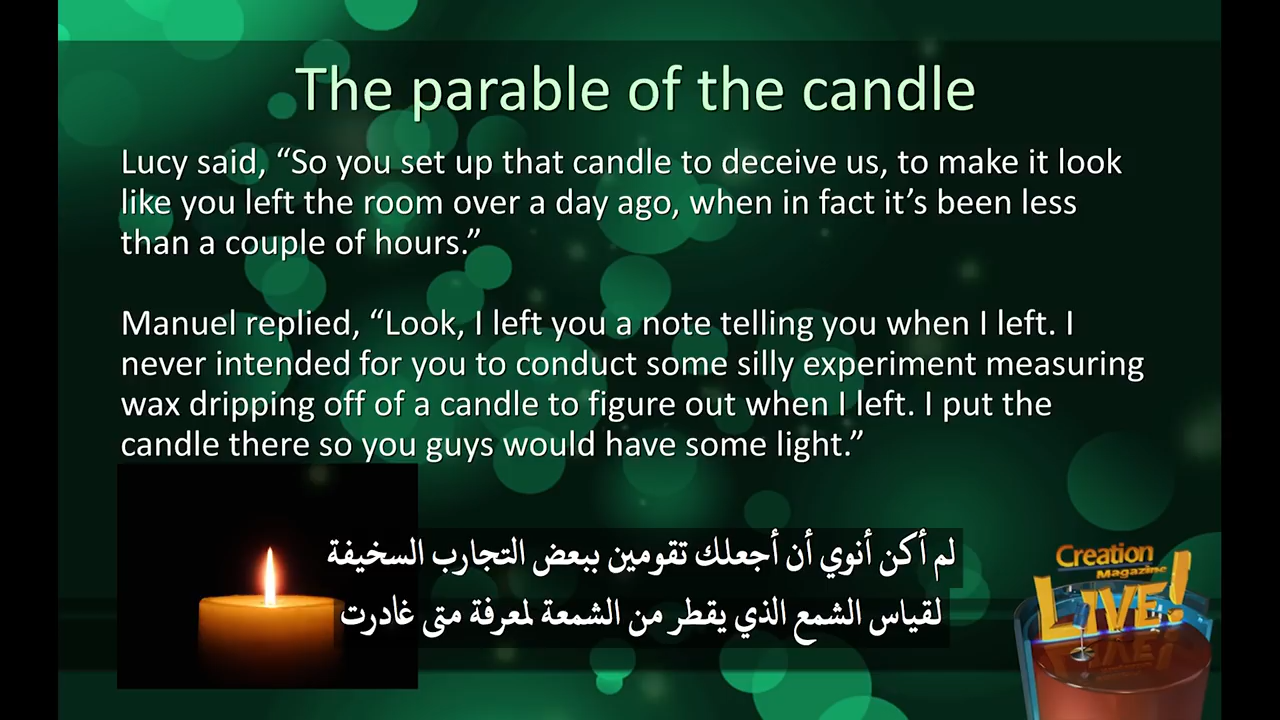 The parable of the candle
Lucy said, “So you set up that candle to deceive us, to make it look
like you left the room over a day ago, when in fact it’s been less
than a couple of hours.”
Manuel replied, “Look, I left you a note telling you when I left. I
never intended for you to conduct some silly experiment measuring
wax dripping off of a candle to figure out when I left. I put the
candle there so you guys would have some light.”
لم أكن أنوي أن أجعلك تقومين ببعض التجارب السخيفة
لقياس الشمع الذي يقطر من الشمعة لمعرفة متى غادرت
Creation
Magazine
LIVE!